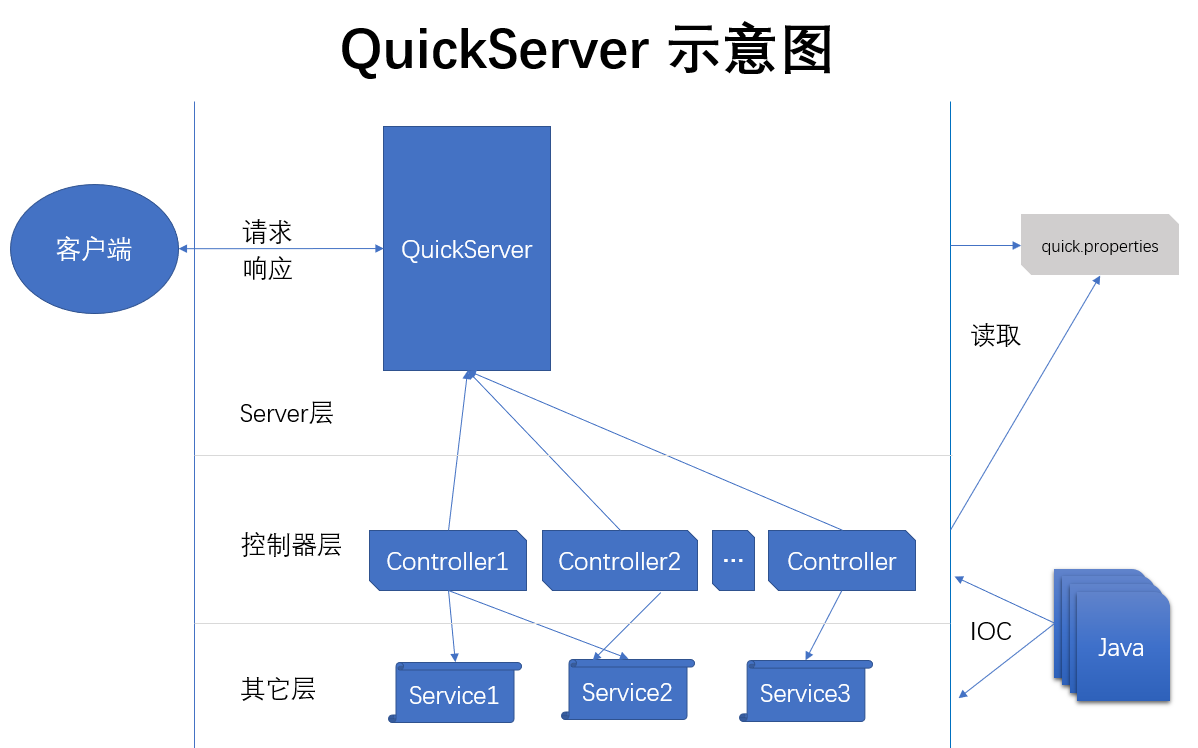 QuickServer 示意图
客户端
请求
响应
QuickServer
quick.properties
读取
Server层
控制器层
Controller1
Controller2
...
Controller
IOC
Java
其它层
Service1
Service2
Service3